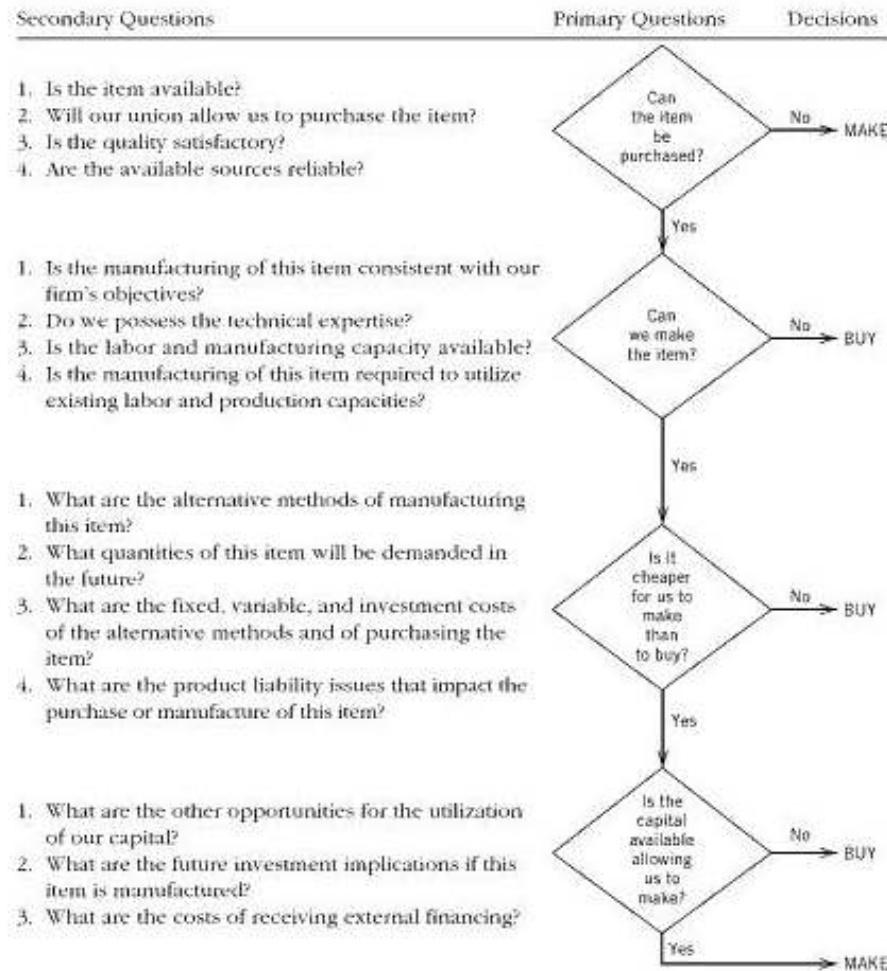 Secondary Questions Primary Questions Decisions
1. Is the item available?
2. Will our union allow us to purchase the item?
3. Is the quality satisfactory?
4. Are the available sources reliable?
Can
the item
be
purchased?
No
MAKE
Yes
1. Is the manufacturing of this item consistent with our
firm's objectives?
2. Do we possess the technical expertise?
3. Is the labor and manufacturing capacity available?
4. Is the manufacturing of this item required to utilize
existing labor and production capacities?
Can
we make
the item?
No
BUY
Yes
1. What are the alternative methods of manufacturing
this item?
2. What quantities of this item will be demanded in
the future?
3. What are the fixed, variable, and investment costs
of the alternative methods and of purchasing the
item?
4. What are the product liability issues that impact the
purchase or manufacture of this item?
Is it
cheaper
for us to
make
than
to buy?
No
BUY
Yes
1. What are the other opportunities for the utilization
of our capital?
2. What are the future investment implications if this
item is manufactured?
3. What are the costs of receiving external financing?
Is the
capital
available
allowing
us to
make?
No
BUY
Yes
MAKE